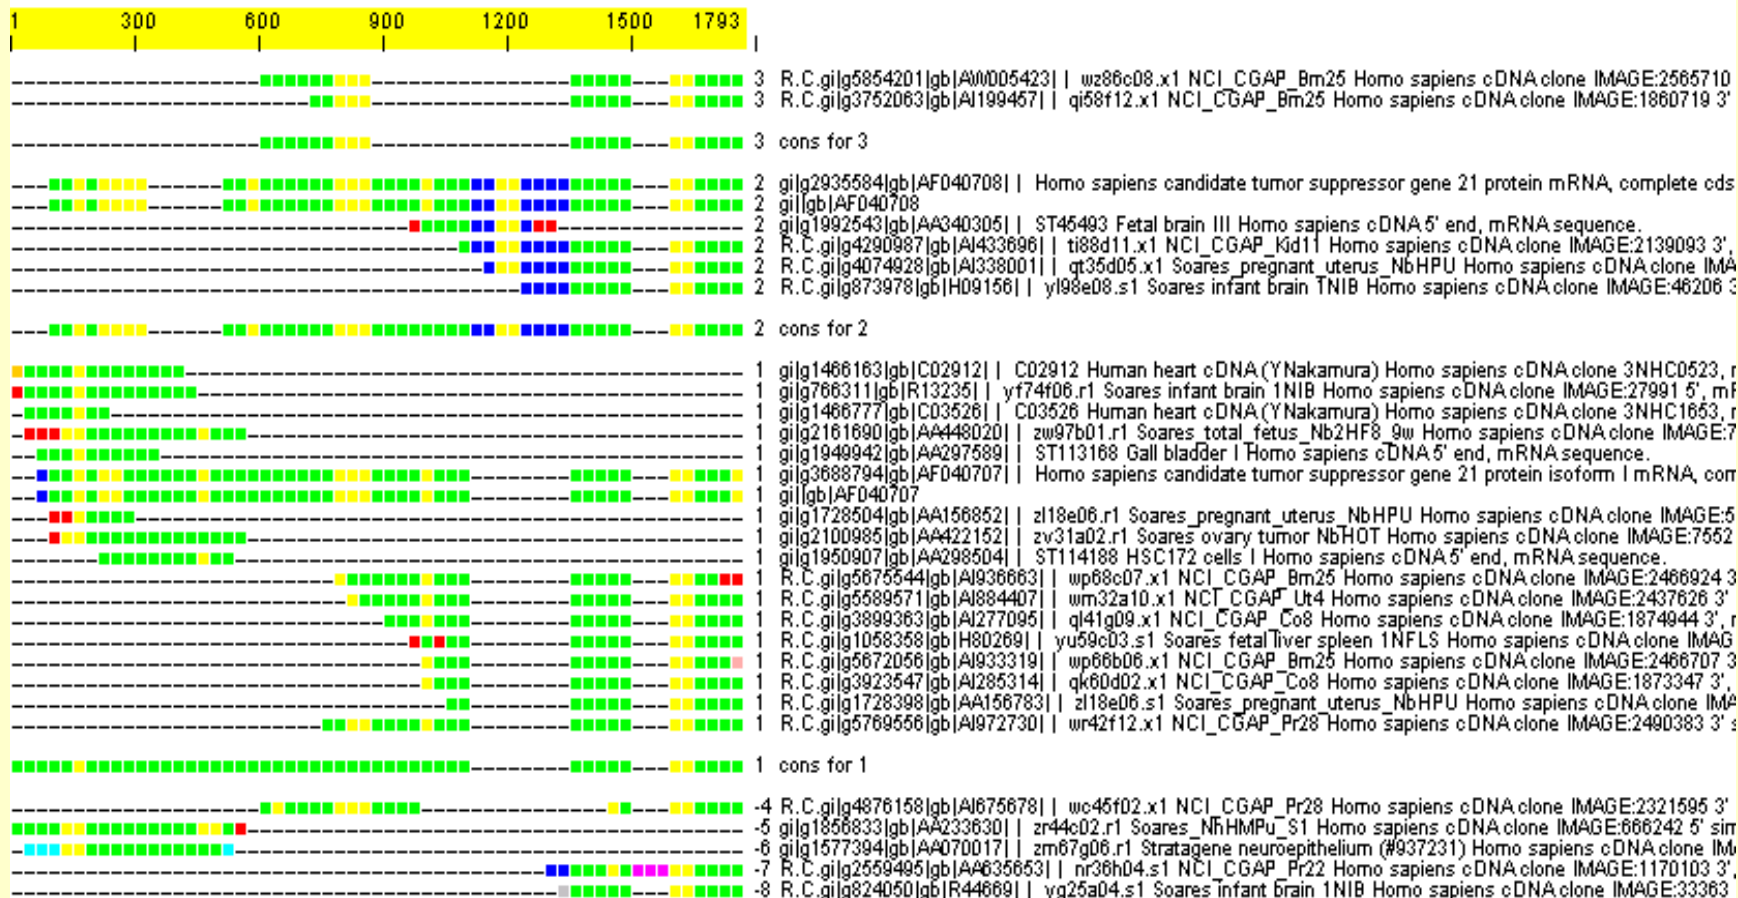 1 300 600 900 1200 1500 1793
3 R.C.gi|g5854201|gb|AW005423| | wz86c08.x1 NCI_CGAP_Brn25 Homo sapiens cDNA clone IMAGE:2565710
3 R.C.gi|g3752063|gb|AI199457| | qi58f12.x1 NCI_CGAP_Brn25 Homo sapiens cDNA clone IMAGE:1860719 3'
3 cons for 3
2 gi|g2935584|gb|AF040708| | Homo sapiens candidate tumor suppressor gene 21 protein mRNA, complete cds
2 gi||gb|AF040708
2 gi|g1992543|gb|AA340305| | ST45493 Fetal brain III Homo sapiens cDNA 5' end, mRNA sequence.
2 R.C.gi|g4290987|gb|AI433696| | ti88d11.x1 NCI_CGAP_Kid11 Homo sapiens cDNA clone IMAGE:2139093 3',
2 R.C.gi|g4074928|gb|AI338001| | qt35d05.x1 Soares_pregnant_uterus_NbHPU Homo sapiens cDNA clone IMA
2 R.C.gi|g873978|gb|H09156| | yl98e08.s1 Soares infant brain 1NIB Homo sapiens cDNA clone IMAGE:46206 3
2 cons for 2
1 gi|g1466163|gb|C02912| | C02912 Human heart cDNA (YNakamura) Homo sapiens cDNA clone 3NHC0523, r
1 gi|g766311|gb|R13235| | yf74f06.r1 Soares infant brain 1NIB Homo sapiens cDNA clone IMAGE:27991 5', mR
1 gi|g1466777|gb|C03526| | C03526 Human heart cDNA (YNakamura) Homo sapiens cDNA clone 3NHC1653, r
1 gi|g2161690|gb|AA448020| | zw97b01.r1 Soares_total_fetus_Nb2HF8_9w Homo sapiens cDNA clone IMAGE:7
1 gi|g1949942|gb|AA297589| | ST113168 Gall bladder I Homo sapiens cDNA 5' end, mRNA sequence.
1 gi|g3688794|gb|AF040707| | Homo sapiens candidate tumor suppressor gene 21 protein isoform I mRNA, com
1 gi||gb|AF040707
1 gi|g1728504|gb|AA156852| | zl18e06.r1 Soares_pregnant_uterus_NbHPU Homo sapiens cDNA clone IMAGE:5
1 gi|g2100985|gb|AA422152| | zv31a02.r1 Soares ovary tumor NbHOT Homo sapiens cDNA clone IMAGE:7552
1 gi|g1950907|gb|AA298504| | ST114188 HSC172 cells I Homo sapiens cDNA 5' end, mRNA sequence.
1 R.C.gi|g5675544|gb|AI936663| | wp68c07.x1 NCI_CGAP_Brn25 Homo sapiens cDNA clone IMAGE:2466924 3
1 R.C.gi|g5589571|gb|AI884407| | wm32a10.x1 NCI_CGAP_Ut4 Homo sapiens cDNA clone IMAGE:2437626 3'
1 R.C.gi|g3899363|gb|AI277095| | ql41g09.x1 NCI_CGAP_Co8 Homo sapiens cDNA clone IMAGE:1874944 3', r
1 R.C.gi|g1058358|gb|H80269| | yu59c03.s1 Soares fetal liver spleen 1NFLS Homo sapiens cDNA clone IMAG
1 R.C.gi|g5672056|gb|AI933319| | wp66b06.x1 NCI_CGAP_Brn25 Homo sapiens cDNA clone IMAGE:2466707 3
1 R.C.gi|g3923547|gb|AI285314| | qk60d02.x1 NCI_CGAP_Co8 Homo sapiens cDNA clone IMAGE:1873347 3',
1 R.C.gi|g1728398|gb|AA156783| | zl18e06.s1 Soares_pregnant_uterus_NbHPU Homo sapiens cDNA clone IMA
1 R.C.gi|g5769556|gb|AI972730| | wr42f12.x1 NCI_CGAP_Pr28 Homo sapiens cDNA clone IMAGE:2490383 3' s
1 cons for 1
-4 R.C.gi|g4876158|gb|AI675678| | wc45f02.x1 NCI_CGAP_Pr28 Homo sapiens cDNA clone IMAGE:2321595 3'
-5 gi|g1856833|gb|AA233630| | zr44c02.r1 Soares_NhHMPu_S1 Homo sapiens cDNA clone IMAGE:666242 5' sim
-6 gi|g1577394|gb|AA070017| | zm67g06.r1 Stratagene neuroepithelium (#937231) Homo sapiens cDNA clone IM
-7 R.C.gi|g2559495|gb|AA635653| | nr36h04.s1 NCI_CGAP_Pr22 Homo sapiens cDNA clone IMAGE:1170103 3',
-8 R.C.gi|g824050|gb|R44669| | yg25a04.s1 Soares infant brain 1NIB Homo sapiens cDNA clone IMAGE:33363